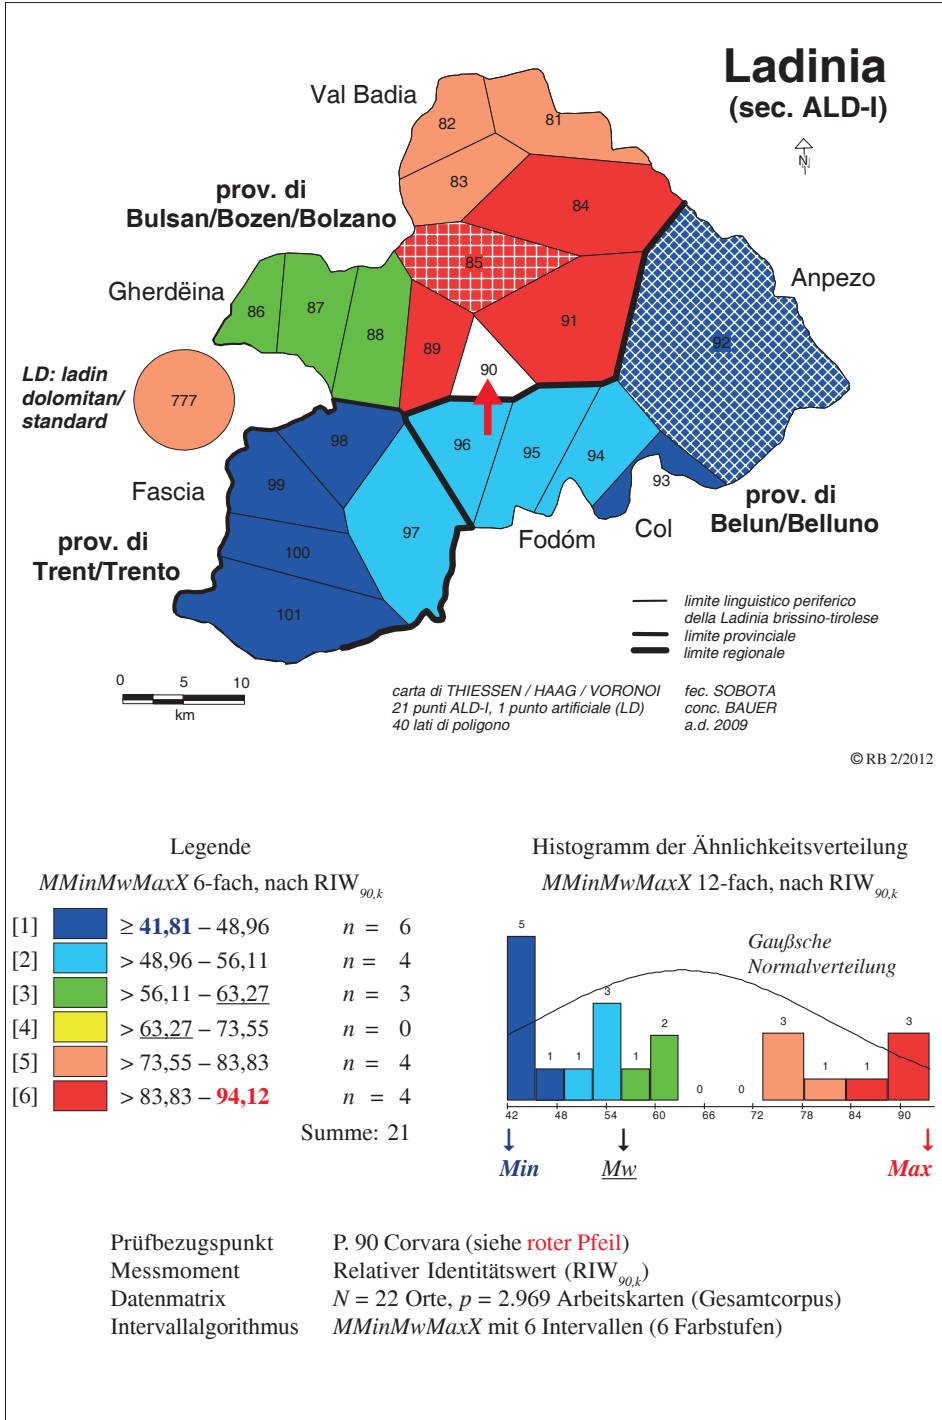 Ladinia
(sec. ALD-I)
N
Val Badia
82
81
83
84
prov. di
Bulsan/Bozen/Bolzano
85
Anpezo
Gherdëina
86
87
88
89
91
92
90
LD: ladin
dolomitan/
standard
777
98
96
95
94
99
93
Fascia
97
prov. di
Belun/Belluno
Col
Fodóm
prov. di
Trent/Trento
100
101
limite linguistico periferico
della Ladinia brissino-tirolese
limite provinciale
limite regionale
0 5 10
km
carta di THIESSEN / HAAG / VORONOI
21 punti ALD-I, 1 punto artificiale (LD)
40 lati di poligono
fec. SOBOTA
conc. BAUER
a.d. 2009
© RB 2/2012
Legende
MMinMwMaxX 6-fach, nach RIW90,k
[1] ≥ 41,81 – 48,96 n = 6
[2] > 48,96 – 56,11 n = 4
[3] > 56,11 – 63,27 n = 3
[4] > 63,27 – 73,55 n = 0
[5] > 73,55 – 83,83 n = 4
[6] > 83,83 – 94,12 n = 4
Summe: 21
Histogramm der Ähnlichkeitsverteilung
MMinMwMaxX 12-fach, nach RIW90,k
Gaußsche
Normalverteilung
5 1 1 3 1 2 0 0 3 1 1 3
42 48 54 60 66 72 78 84 90
Min Mw Max
Prüfbezugspunkt P. 90 Corvara (siehe roter Pfeil)
Messmoment Relativer Identitätswert (RIW90,k)
Datenmatrix N = 22 Orte, p = 2.969 Arbeitskarten (Gesamtcorpus)
Intervallalgorithmus MMinMwMaxX mit 6 Intervallen (6 Farbstufen)